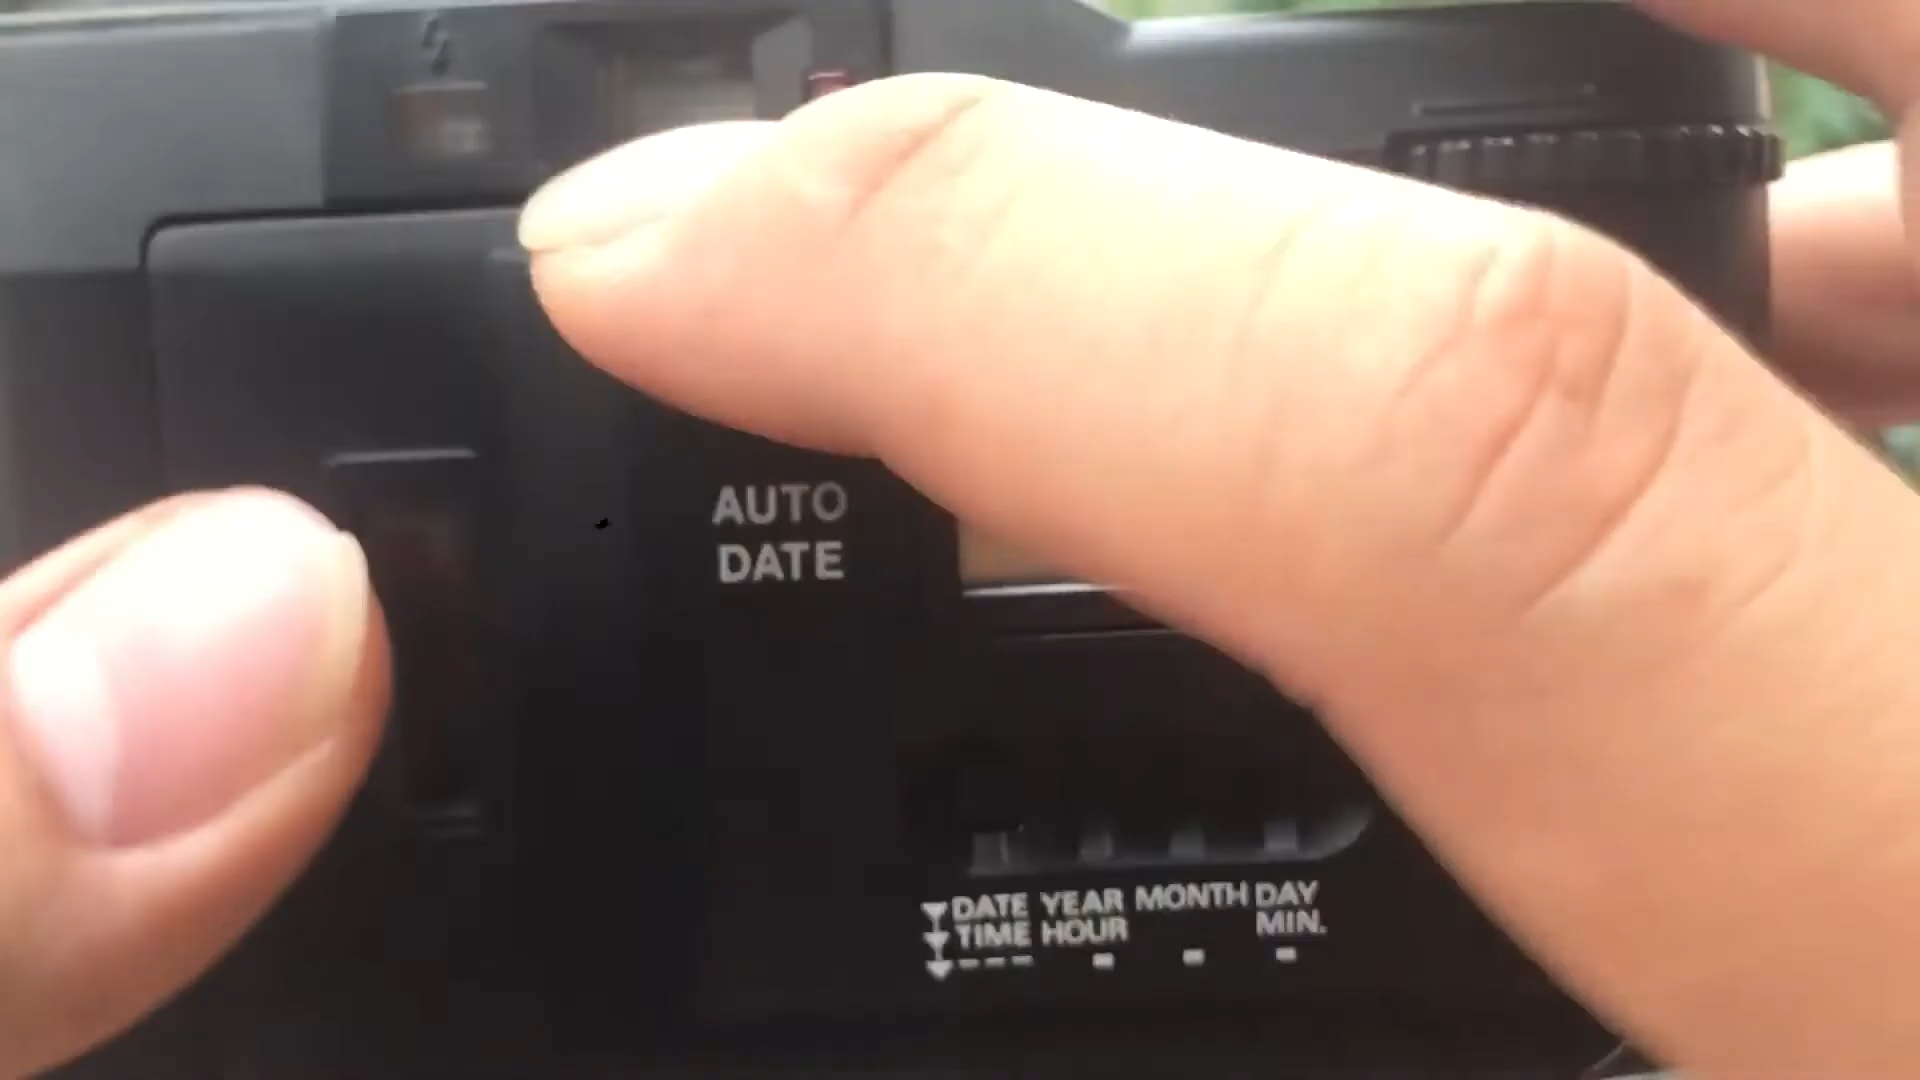 AUTO
DATE
DATE YEAR MONTH DAY
TIME HOUR MIN.
---